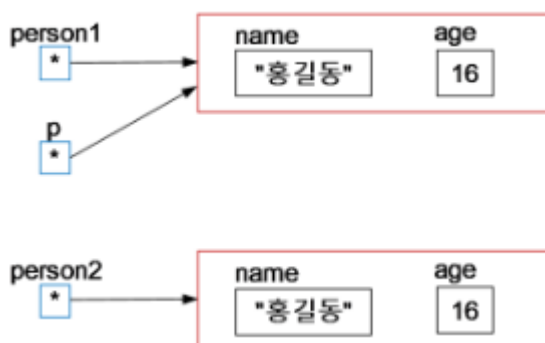 person1
*
name age
"홍길동" 16
p
*
person2
*
name age
"홍길동" 16